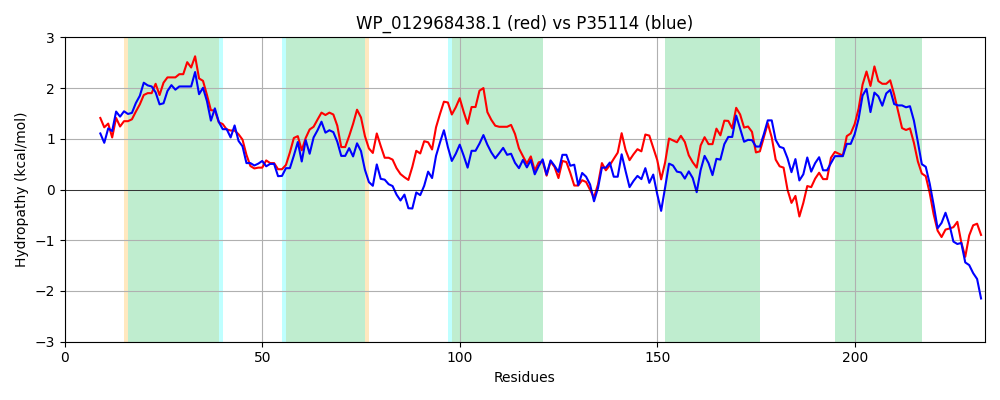 WP_012968438.1 (red) vs P35114 (blue)
Hydropathy (kcal/mol)
3
2
1
0
−1
−2
−3
0 50 100 150 200
Residues